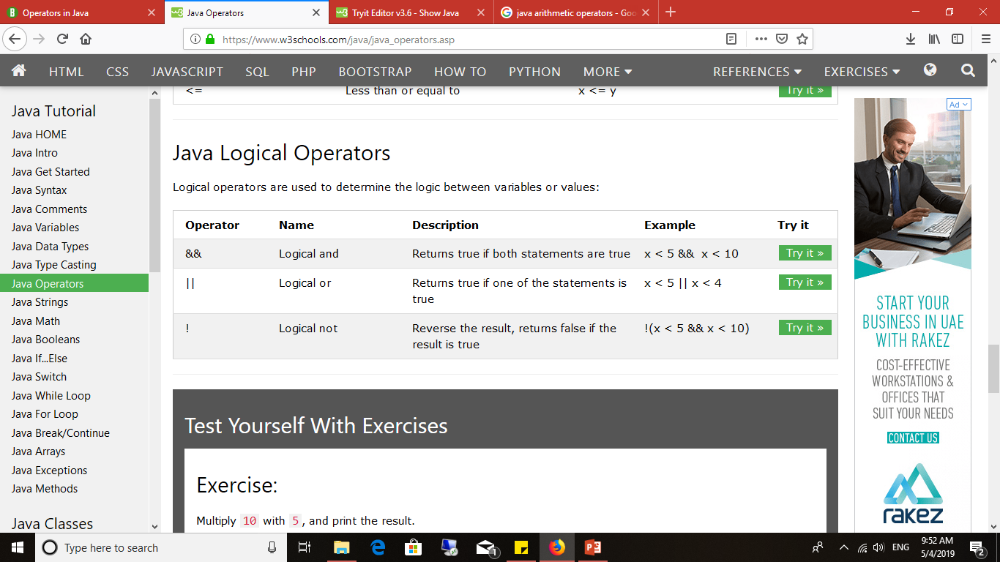 Operators in Java
Java Operators
Tryit Editor v3.6 - Show Java
java arithmetic operators - Goo
https://www.w3schools.com/java/java_operators.asp
HTML CSS JAVASCRIPT SQL PHP BOOTSTRAP HOW TO PYTHON MORE REFERENCES EXERCISES
Java Tutorial
Java HOME
Java Intro
Java Get Started
Java Syntax
Java Comments
Java Variables
Java Data Types
Java Type Casting
Java Operators
Java Strings
Java Math
Java Booleans
Java If...Else
Java Switch
Java While Loop
Java For Loop
Java Break/Continue
Java Arrays
Java Exceptions
Java Methods
Java Classes
<= Less than or equal to x <= y Try it »
Java Logical Operators
Logical operators are used to determine the logic between variables or values:
Operator Name Description Example Try it
&& Logical and Returns true if both statements are true x < 5 && x < 10 Try it »
|| Logical or Returns true if one of the statements is x < 5 || x < 4 Try it »
true
! Logical not Reverse the result, returns false if the !(x < 5 && x < 10) Try it »
result is true
Test Yourself With Exercises
Exercise:
Multiply 10 with 5, and print the result.
Ad
START YOUR
BUSINESS IN UAE
WITH RAKEZ
COST-EFFECTIVE
WORKSTATIONS &
OFFICES THAT
SUIT YOUR NEEDS
CONTACT US
rakez
Type here to search
1
ENG
9:52 AM
5/4/2019
2